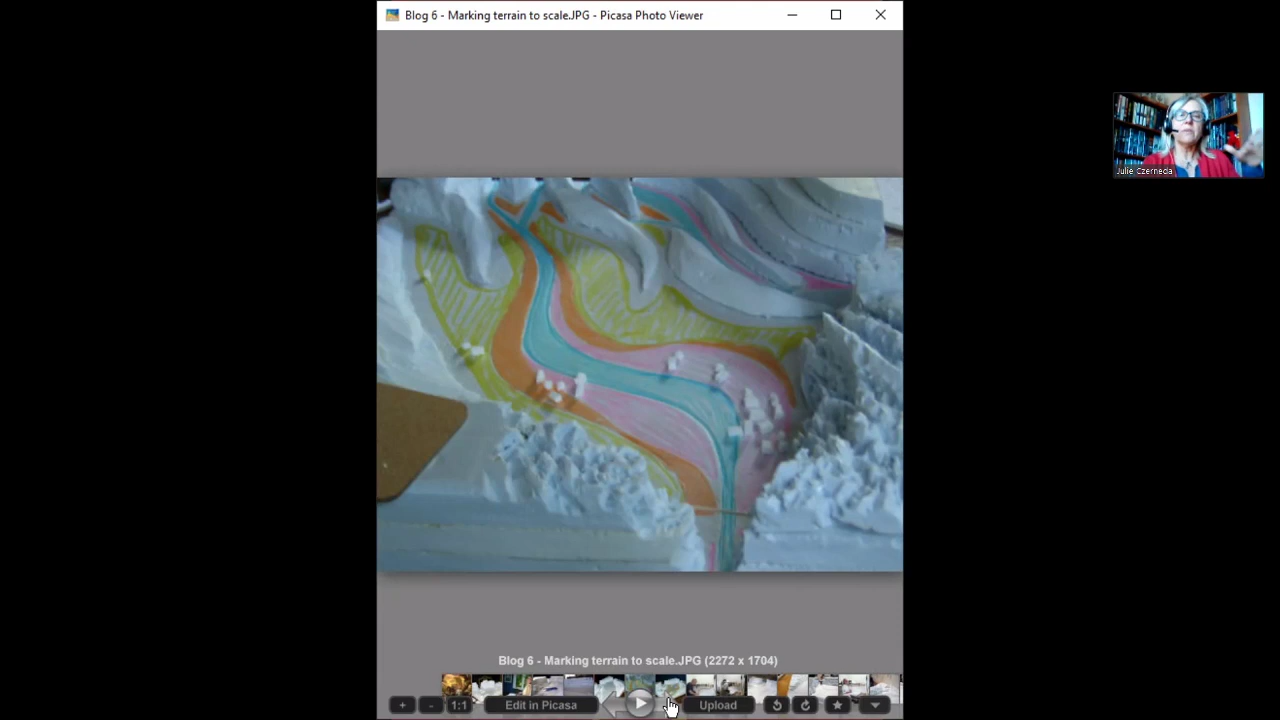 Blog 6 - Marking terrain to scale.JPG - Picasa Photo Viewer
Julie Czerneda
Blog 6 - Marking terrain to scale.JPG (2272 x 1704)
+ - 1:1 Edit in Picasa Upload